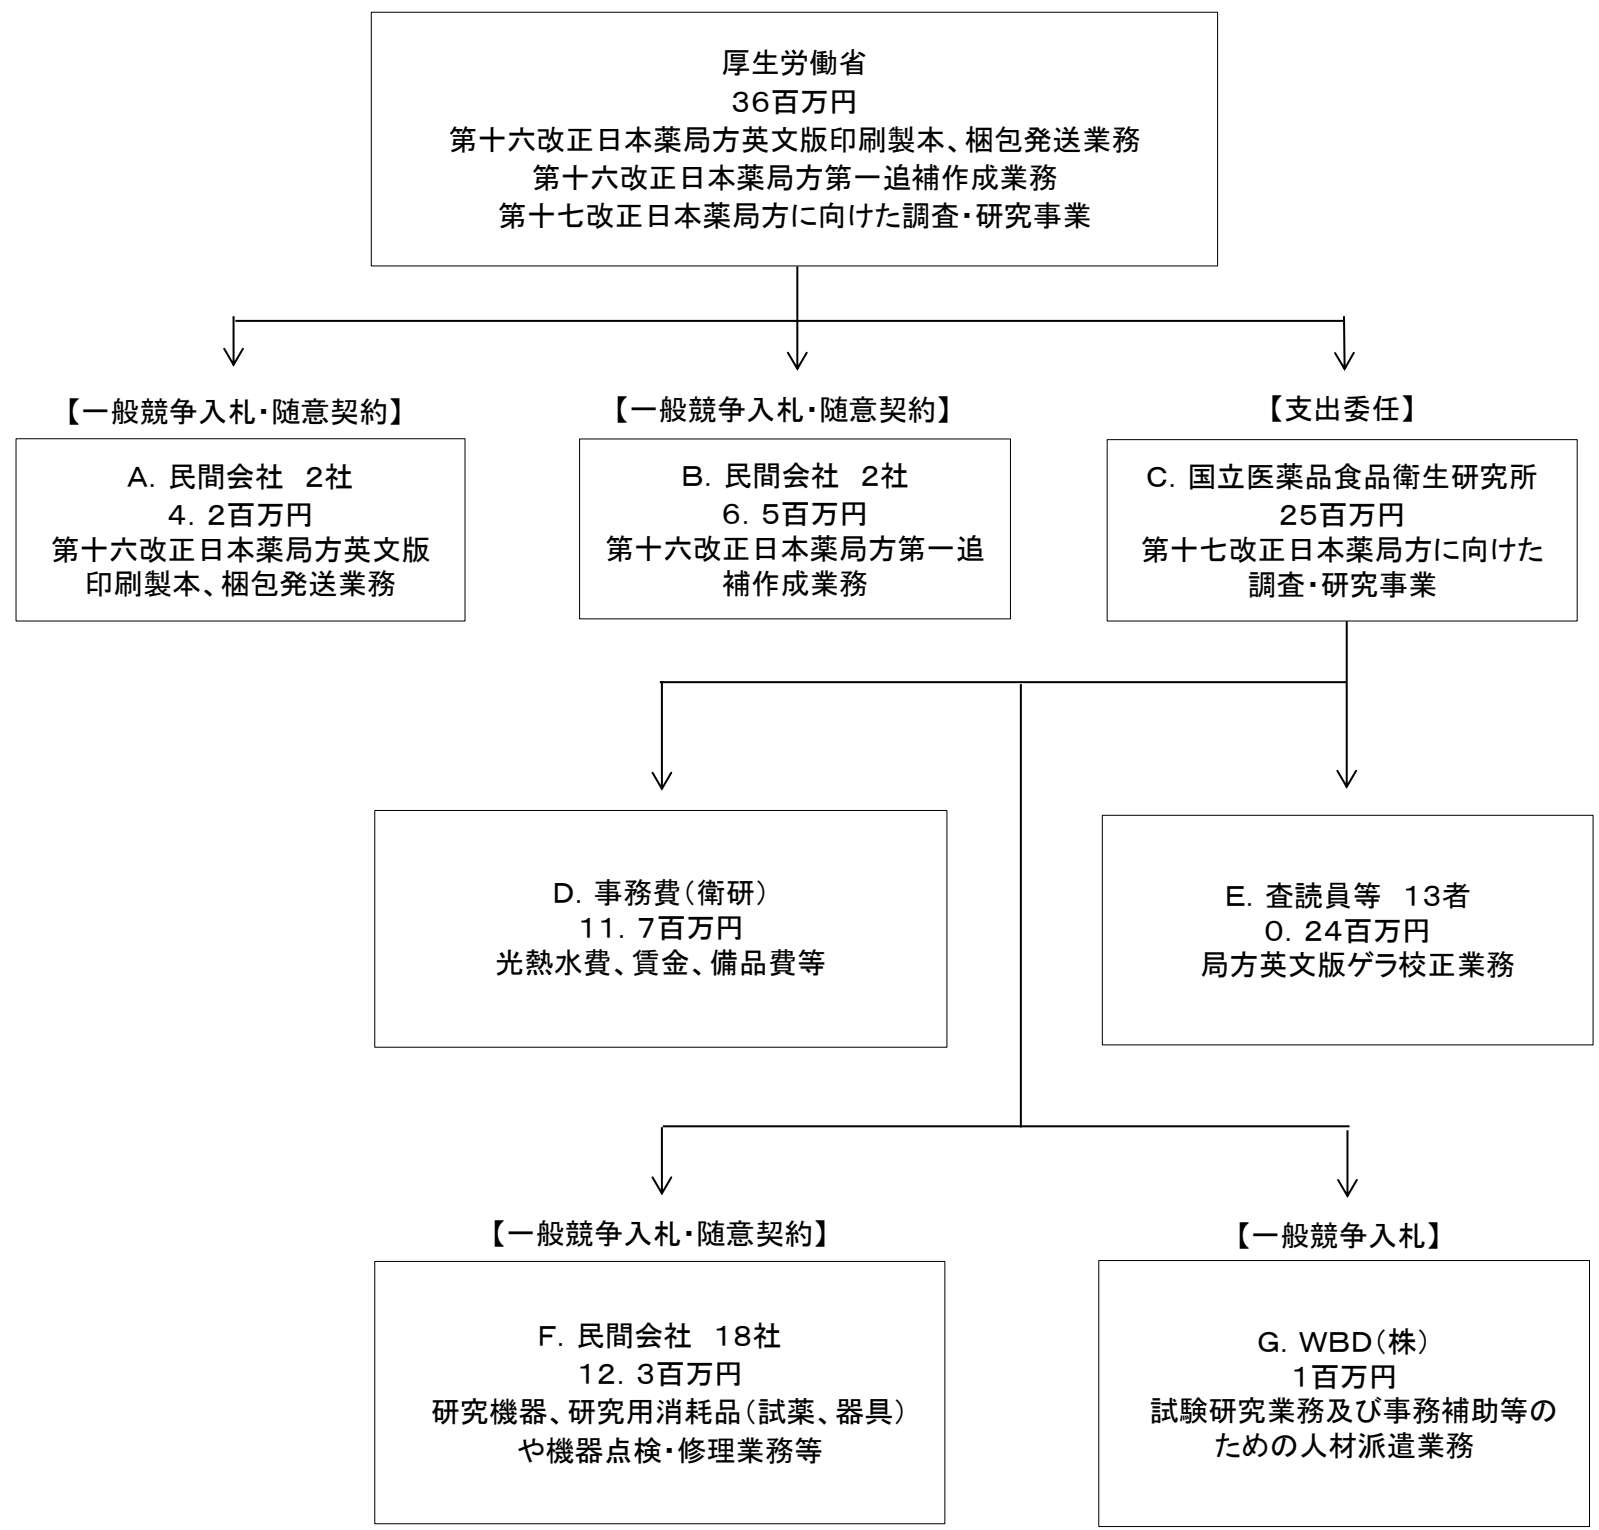 厚生労働省
36百万円
第十六改正日本薬局方英文版印刷製本、梱包発送業務
第十六改正日本薬局方第一追補作成業務
第十七改正日本薬局方に向けた調査・研究事業
【一般競争入札・随意契約】
【一般競争入札・随意契約】
【支出委任】
A．民間会社　2社
4．2百万円
第十六改正日本薬局方英文版
印刷製本、梱包発送業務
B．民間会社　2社
6．5百万円
第十六改正日本薬局方第一追
補作成業務
C．国立医薬品食品衛生研究所
25百万円
第十七改正日本薬局方に向けた
調査・研究事業
D．事務費（衛研）
11．7百万円
光熱水費、賃金、備品費等
E．査読員等　13者
0．24百万円
局方英文版ゲラ校正業務
【一般競争入札・随意契約】
【一般競争入札】
F．民間会社　18社
12．3百万円
研究機器、研究用消耗品（試薬、器具）
や機器点検・修理業務等
G．WBD（株）
1百万円
試験研究業務及び事務補助等の
ための人材派遣業務